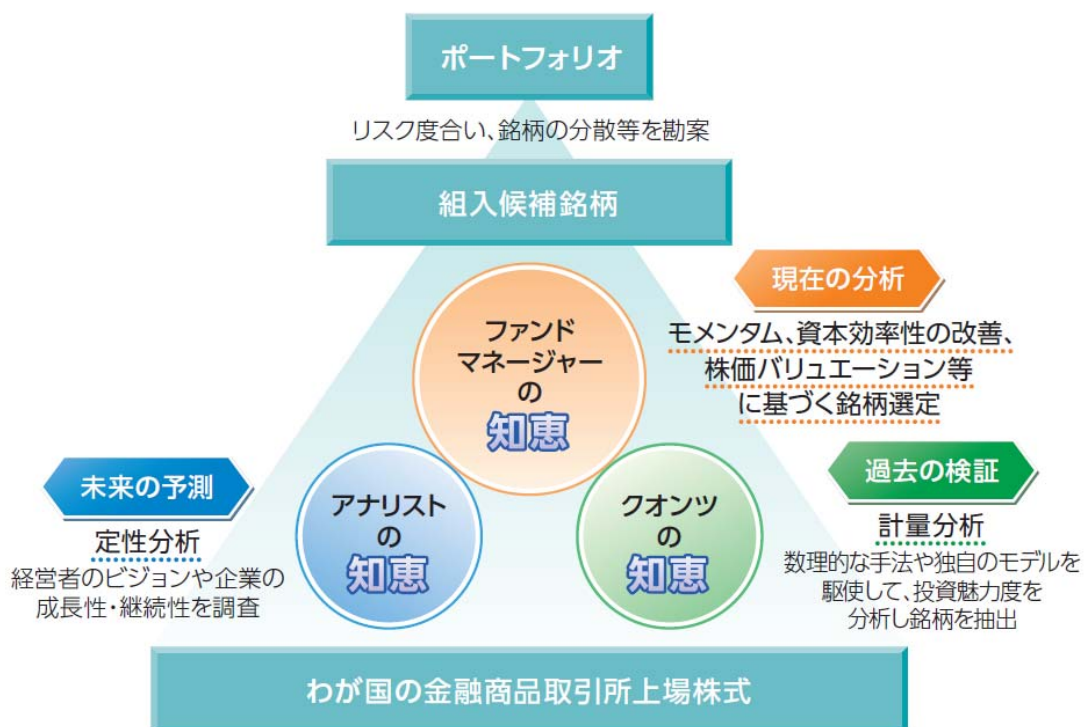 ポートフォリオ
リスク度合い、銘柄の分散等を勘案
組入候補銘柄
ファンド
マネージャー
の
知恵
現在の分析
モメンタム、資本効率性の改善、
株価バリュエーション等
に基づく銘柄選定
未来の予測
定性分析
経営者のビジョンや企業の
成長性・継続性を調査
アナリスト
の
知恵
クオンツ
の
知恵
過去の検証
計量分析
数理的な手法や独自のモデルを
駆使して、投資魅力度を
分析し銘柄を抽出
わが国の金融商品取引所上場株式